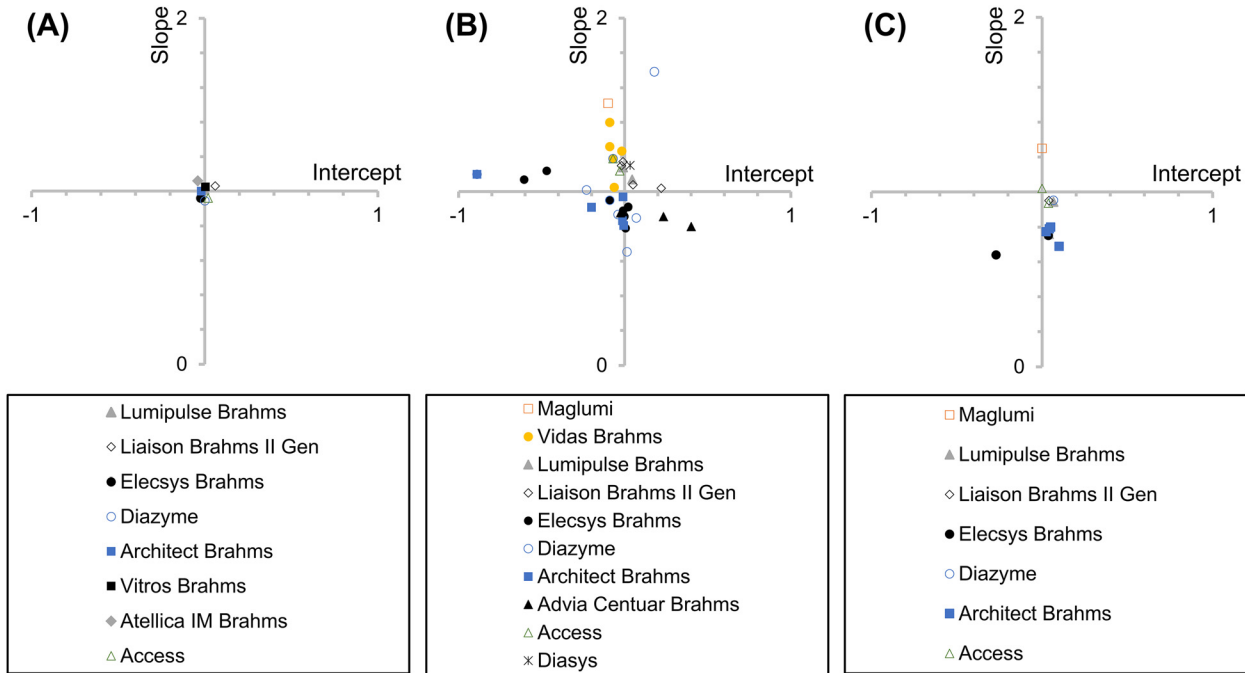 (A)
Slope
2
Intercept
-1
1
0
Lumipulse Brahms
Liaison Brahms II Gen
Elecsys Brahms
Diazyme
Architect Brahms
Vitros Brahms
Atellica IM Brahms
Access
(B)
Slope
2
Intercept
-1
1
0
Maglumi
Vidas Brahms
Lumipulse Brahms
Liaison Brahms II Gen
Elecsys Brahms
Diazyme
Architect Brahms
Advia Centuar Brahms
Access
Diasys
(C)
Slope
2
Intercept
-1
1
0
Maglumi
Lumipulse Brahms
Liaison Brahms II Gen
Elecsys Brahms
Diazyme
Architect Brahms
Access